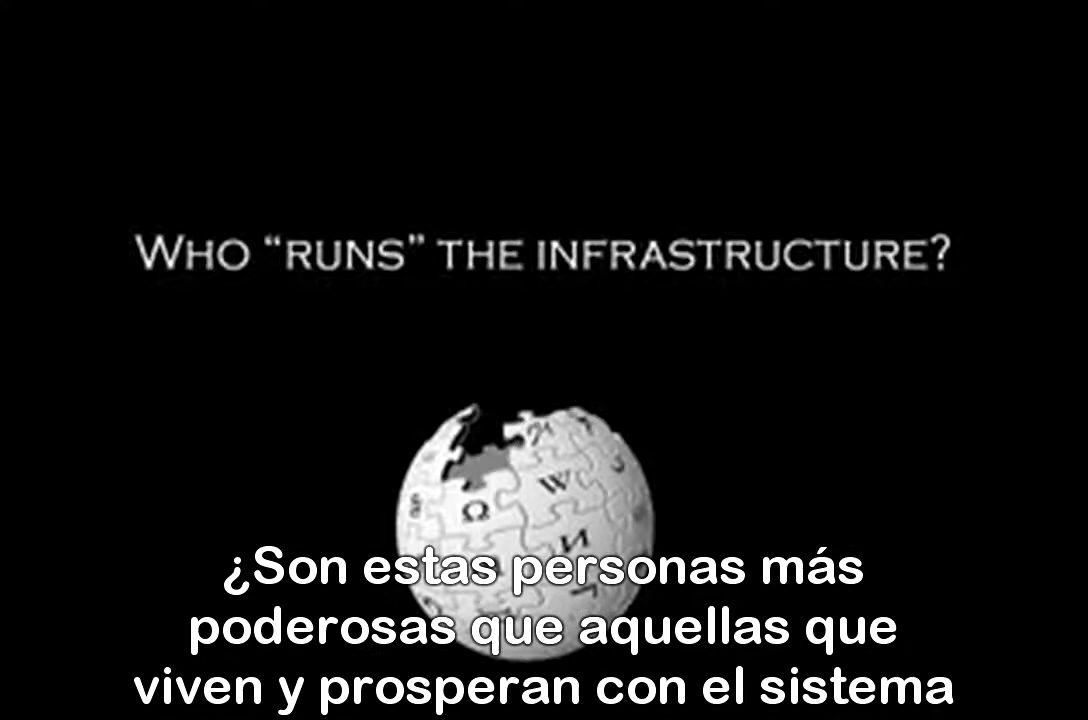 WHO “RUNS” THE INFRASTRUCTURE?
Ω W И
¿Son estas personas más
poderosas que aquellas que
viven y prosperan con el sistema